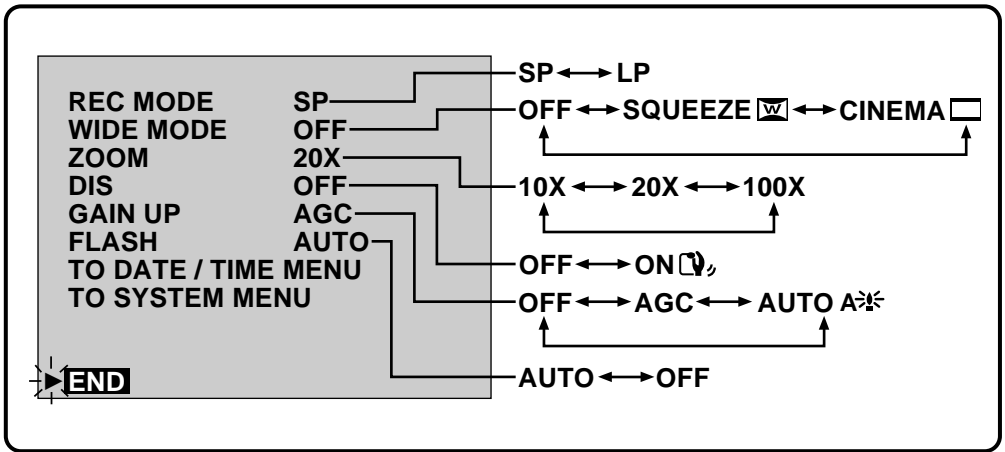 REC MODE SP
WIDE MODE OFF
ZOOM 20X
DIS OFF
GAIN UP AGC
FLASH AUTO
TO DATE / TIME MENU
TO SYSTEM MENU
END
SP LP
OFF SQUEEZE W CINEMA
10X 20X 100X
OFF ON
OFF AGC AUTO A
AUTO OFF